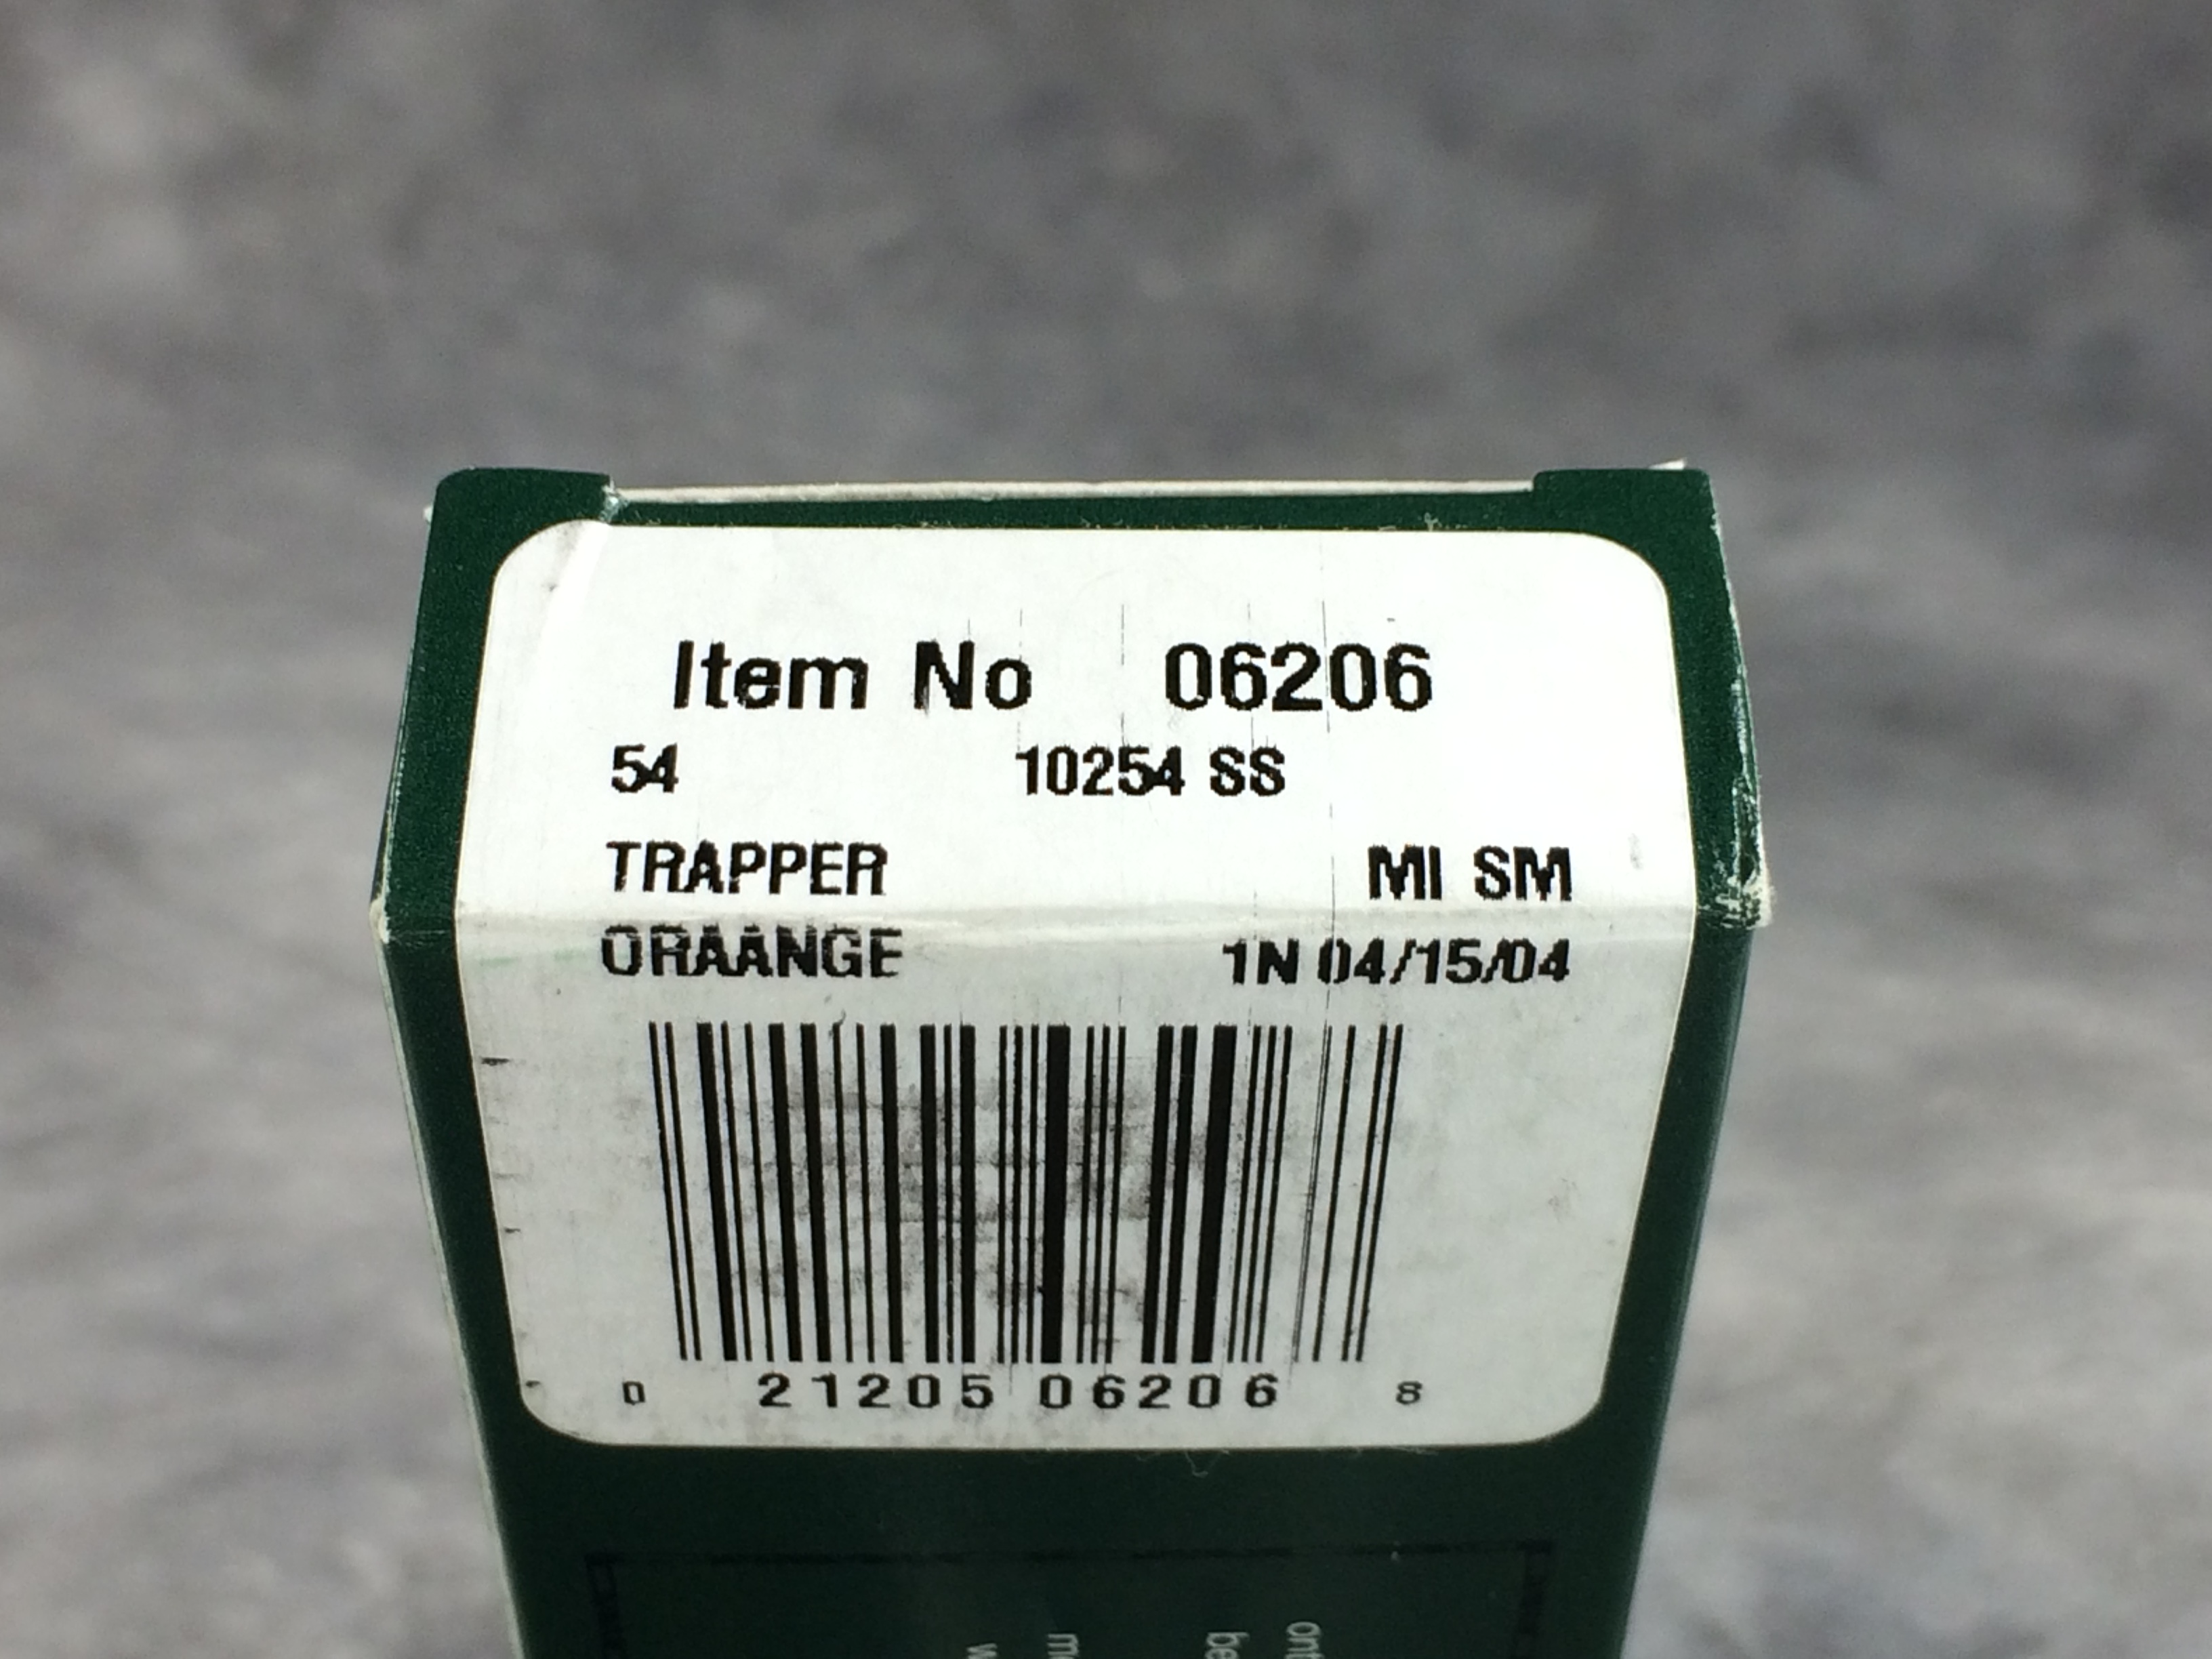 Item No 06206
54 10254 SS
TRAPPER MI SM
ORAANGE 1N 04/15/04
0 21205 06206 8